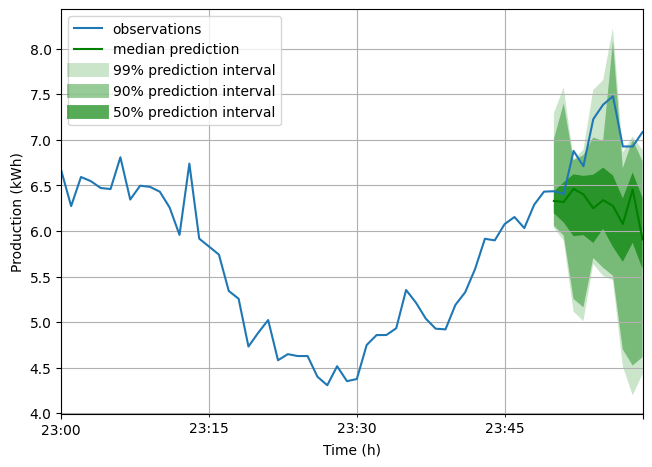 observations
median prediction
99% prediction interval
90% prediction interval
50% prediction interval
Production (kWh)
8.0
7.5
7.0
6.5
6.0
5.5
5.0
4.5
4.0
23:00
23:15
23:30
23:45
Time (h)